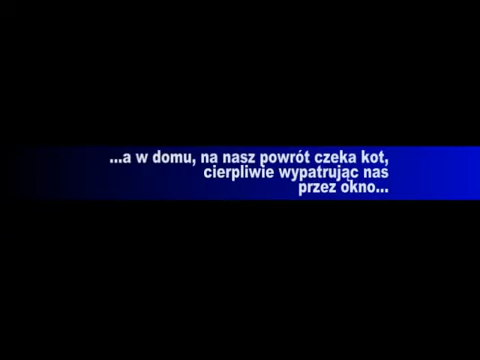 ...a w domu, na nasz powrót czeka kot,
cierpliwie wypatrując nas
przez okno...